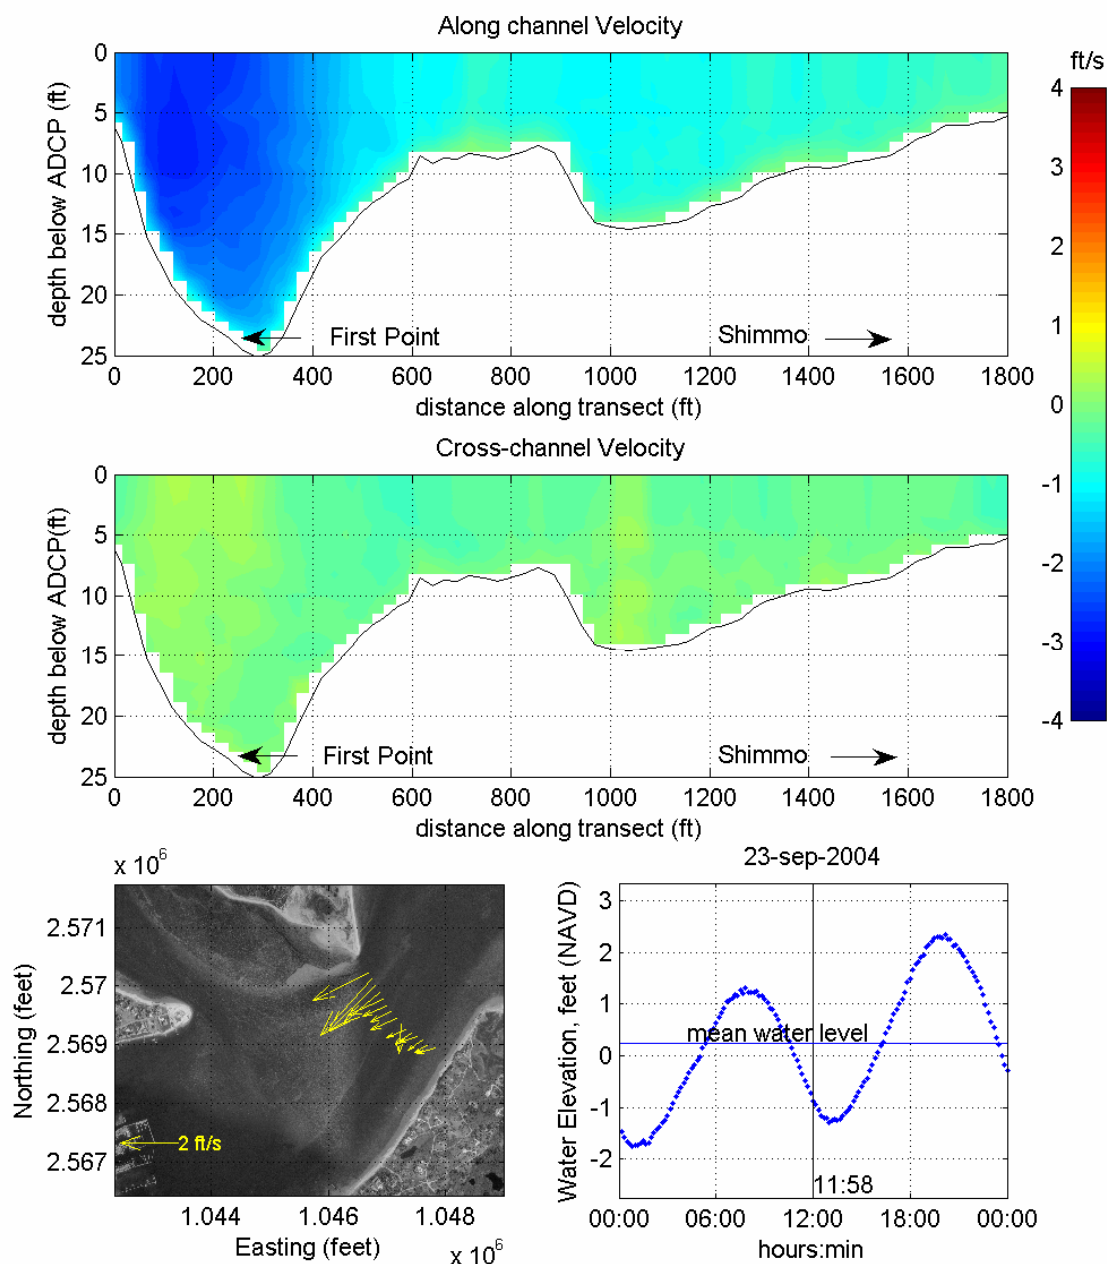 Along channel Velocity
ft/s
depth below ADCP (ft)
0
5
10
15
20
25
First Point
Shimmo
0 200 400 600 800 1000 1200 1400 1600 1800
distance along transect (ft)
4
3
2
1
0
-1
-2
-3
-4
Cross-channel Velocity
depth below ADCP(ft)
0
5
10
15
20
25
First Point
Shimmo
0 200 400 600 800 1000 1200 1400 1600 1800
distance along transect (ft)
x 10^6
Northing (feet)
2.571
2.57
2.569
2.568
2.567
2 ft/s
1.044 1.046 1.048
Easting (feet)
x 10^6
23-sep-2004
Water Elevation, feet (NAVD)
3
2
1
0
-1
-2
mean water level
11:58
00:00 06:00 12:00 18:00 00:00
hours:min